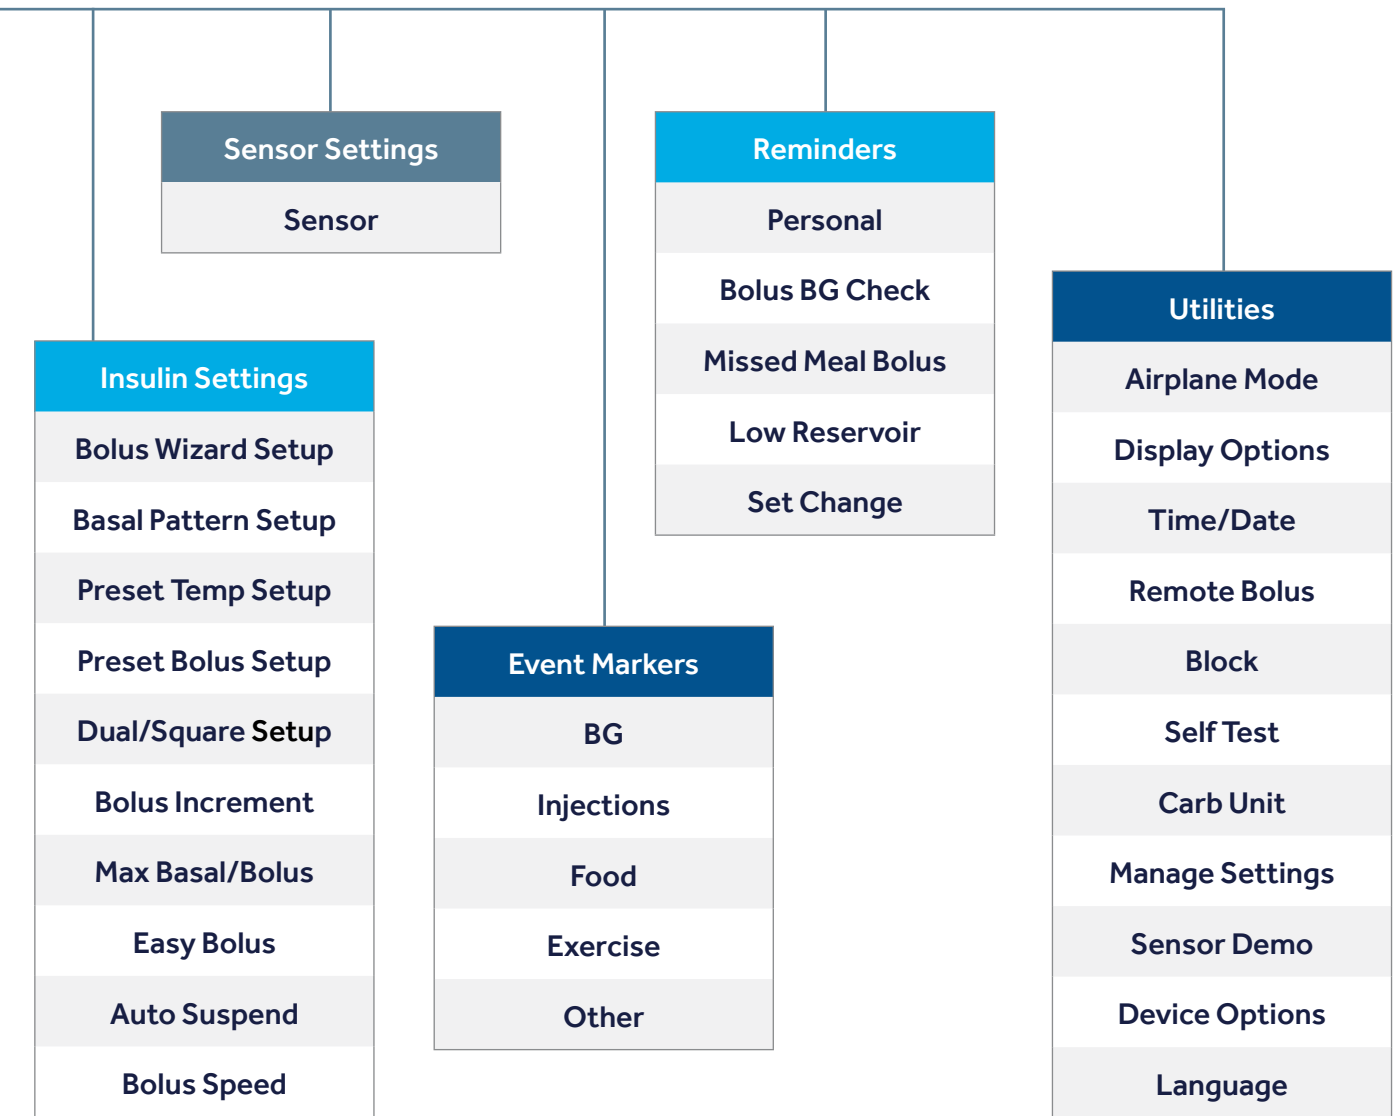 Sensor Settings
Sensor
Reminders
Personal
Bolus BG Check
Missed Meal Bolus
Low Reservoir
Set Change
Utilities
Airplane Mode
Display Options
Time/Date
Remote Bolus
Block
Self Test
Carb Unit
Manage Settings
Sensor Demo
Device Options
Language
Insulin Settings
Bolus Wizard Setup
Basal Pattern Setup
Preset Temp Setup
Preset Bolus Setup
Dual/Square Setup
Bolus Increment
Max Basal/Bolus
Easy Bolus
Auto Suspend
Bolus Speed
Event Markers
BG
Injections
Food
Exercise
Other